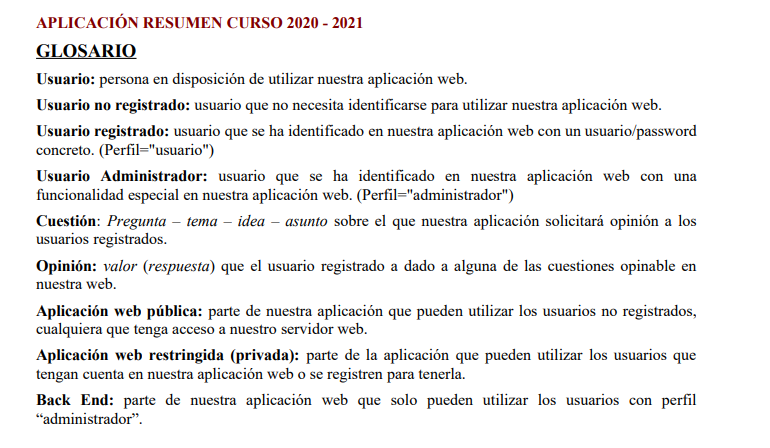 APLICACIÓN RESUMEN CURSO 2020 - 2021
GLOSARIO
Usuario: persona en disposición de utilizar nuestra aplicación web.
Usuario no registrado: usuario que no necesita identificarse para utilizar nuestra aplicación web.
Usuario registrado: usuario que se ha identificado en nuestra aplicación web con un usuario/password
concreto. (Perfil="usuario")
Usuario Administrador: usuario que se ha identificado en nuestra aplicación web con una
funcionalidad especial en nuestra aplicación web. (Perfil="administrador")
Cuestión: Pregunta – tema – idea – asunto sobre el que nuestra aplicación solicitará opinión a los
usuarios registrados.
Opinión: valor (respuesta) que el usuario registrado a dado a alguna de las cuestiones opinable en
nuestra web.
Aplicación web pública: parte de nuestra aplicación que pueden utilizar los usuarios no registrados,
cualquiera que tenga acceso a nuestro servidor web.
Aplicación web restringida (privada): parte de la aplicación que pueden utilizar los usuarios que
tengan cuenta en nuestra aplicación web o se registren para tenerla.
Back End: parte de nuestra aplicación web que solo pueden utilizar los usuarios con perfil
“administrador”.